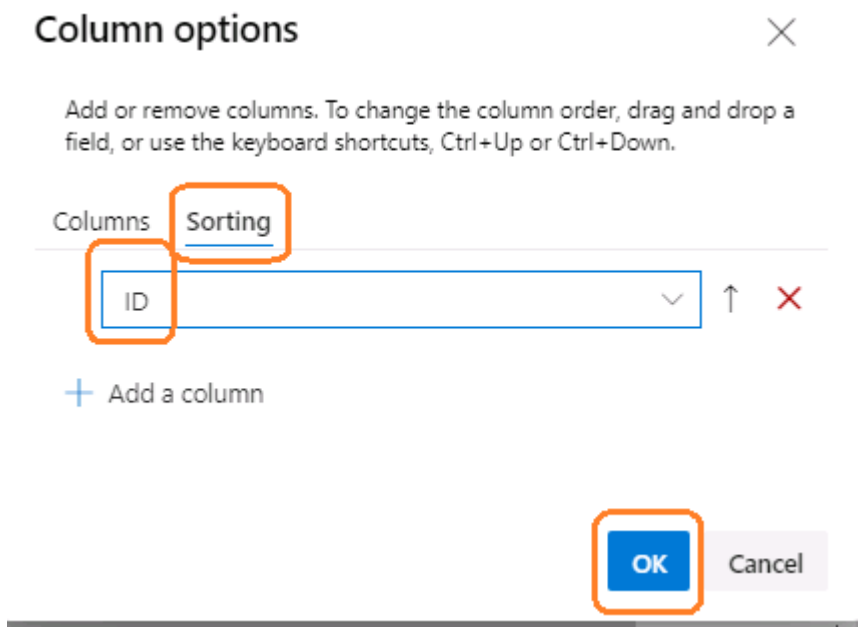 Column options
Add or remove columns. To change the column order, drag and drop a
field, or use the keyboard shortcuts, Ctrl+Up or Ctrl+Down.
Columns Sorting
ID
Add a column
OK Cancel